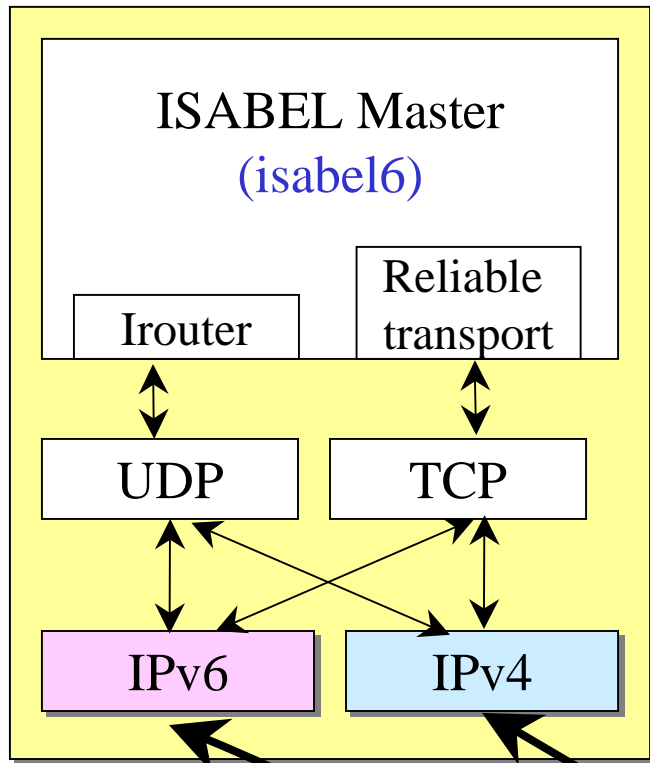 ISABEL Master
(isabel6)
Irouter
Reliable
transport
UDP
TCP
IPv6
IPv4